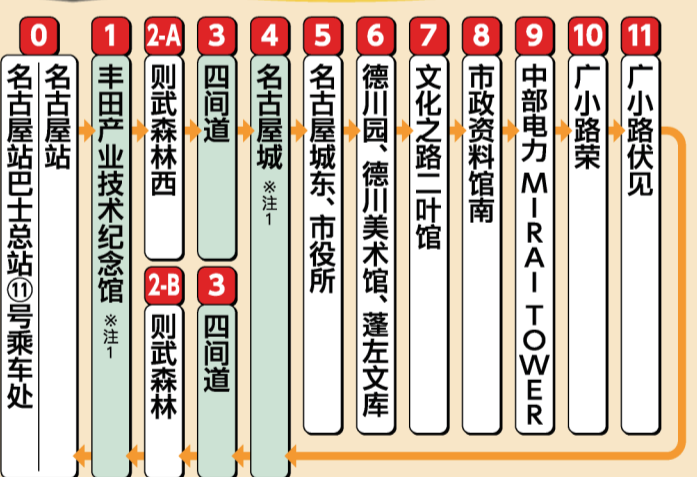 0
名古屋站
名古屋站巴士总站⑪号乘车处
1
丰田产业技术纪念馆 ※注1
2-A
则武森林西
3
四间道
4
名古屋城 ※注1
5
名古屋城东、市役所
6
德川园、德川美术馆、蓬左文库
7
文化之路二叶馆
8
市政资料馆南
9
中部电力 MIRAI TOWER
10
广小路荣
11
广小路伏见
2-B
则武森林
3
四间道